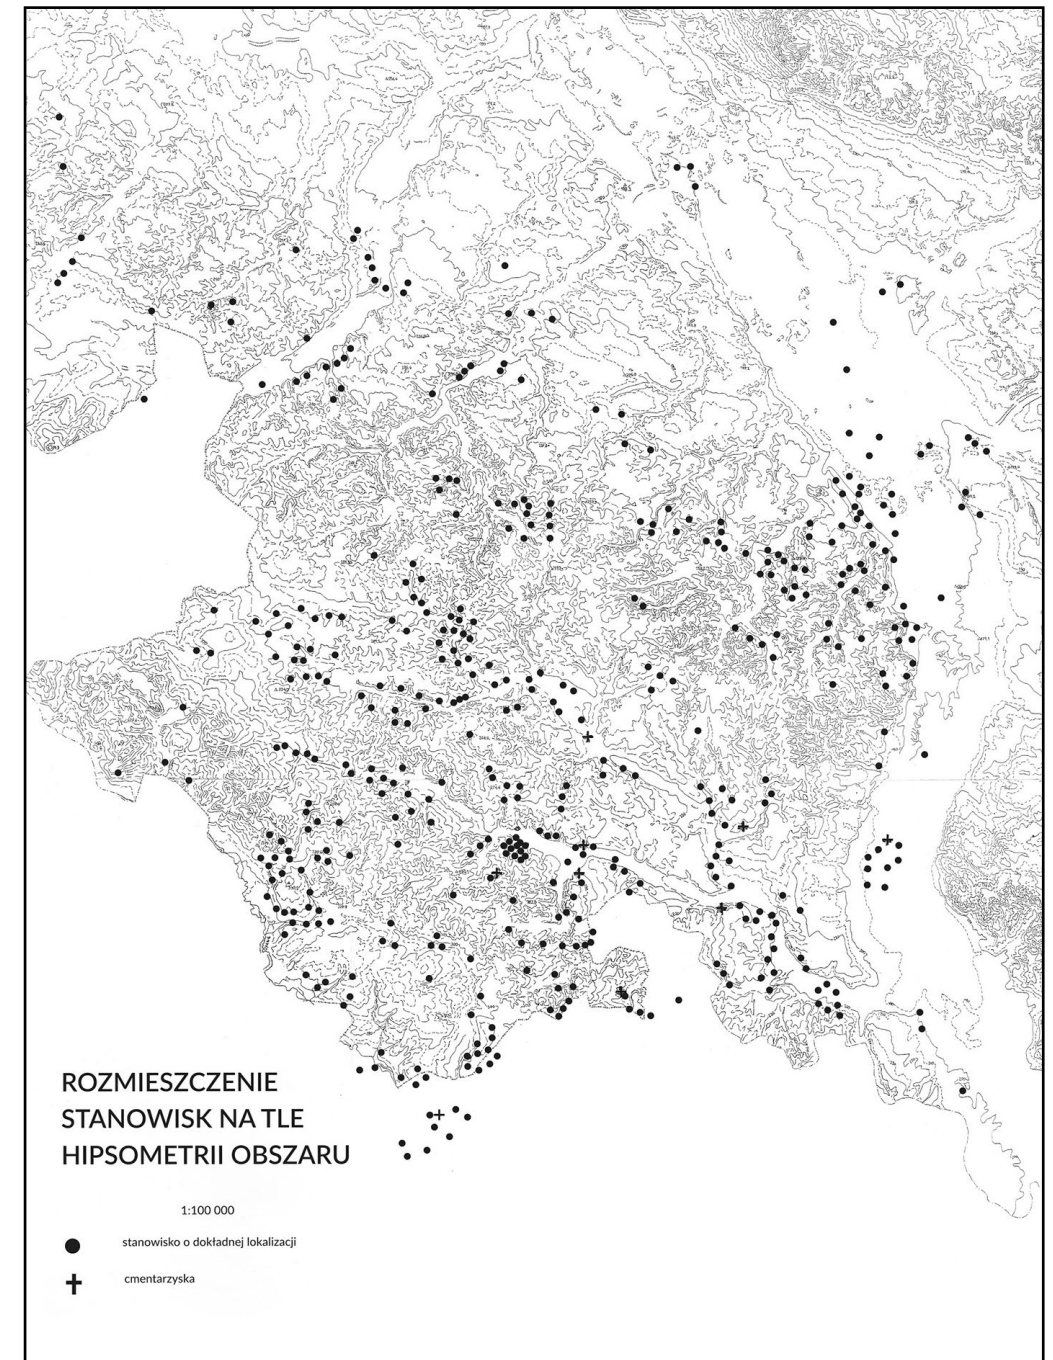 ROZMIESZCZENIE
STANOWISK NA TLE
HIPSOMETRII OBSZARU
1:100 000
stanowisko o dokładnej lokalizacji
cmentarzyska